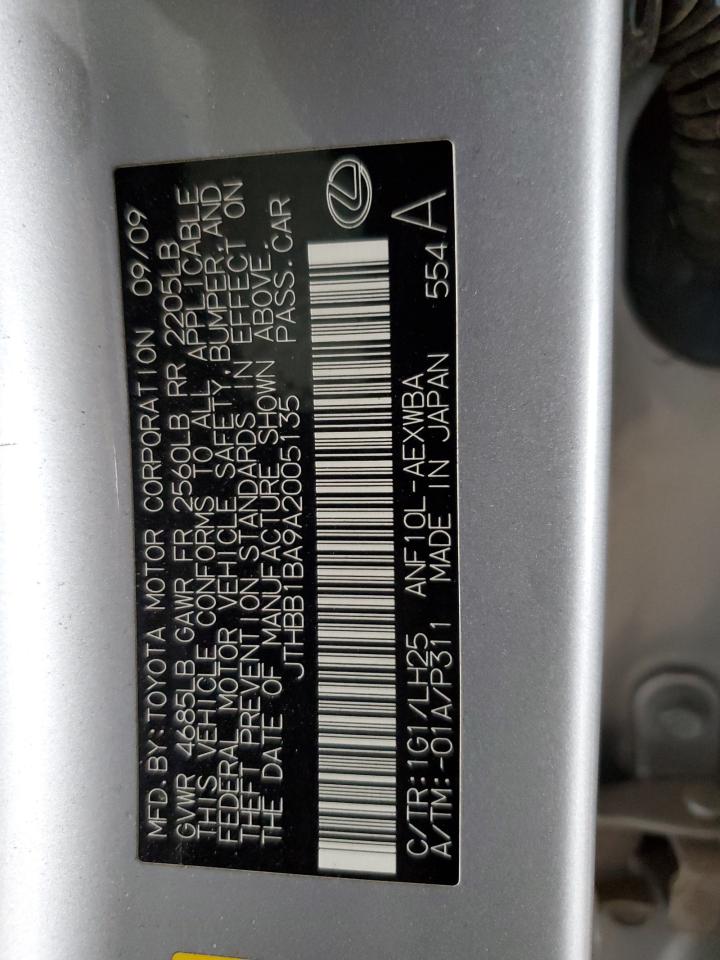 MFD. BY: TOYOTA MOTOR CORPORATION 09/09
GVWR 4685LB GAWR FR 2560LB RR 2205LB
THIS VEHICLE CONFORMS TO ALL APPLICABLE
FEDERAL MOTOR VEHICLE SAFETY, BUMPER, AND
THEFT PREVENTION STANDARDS IN EFFECT ON
THE DATE OF MANUFACTURE SHOWN ABOVE.
JTHBB1BA9A2005135 PASS. CAR
C/TR: 1G1/LH25 ANF10L-AEXWBA 554 A
A/TM: -01A/P311 MADE IN JAPAN